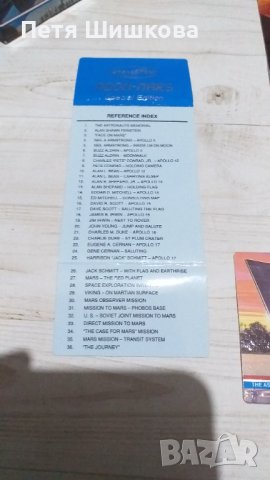 Петя Шишкова
MOON-MARS
Special Edition
REFERENCE INDEX
1. THE ASTRONAUTS MEMORIAL
2. ALAN SHEPARD
3. "FACE ON MARS"
4. NEIL A ARMSTRONG - APOLLO 11
5. NEIL ARMSTRONG - ON MOON
6. BUZZ ALDRIN - APOLLO 11
7. BUZZ ALDRIN - MOONWALK
8. CHARLES "PETE" CONRAD, JR. - APOLLO 12
9. PETE CONRAD - HOLDING CAMERA
10. ALAN L. BEAN - APOLLO 12
11. ALAN L. BEAN -
12. ALAN B. SHEPARD, JR. - APOLLO 14
13. ALAN SHEPARD - HOLDING FLAG
14. EDGAR D. MITCHELL - APOLLO 14
15. ED MITCHELL - CONSULTING MAP
16. DAVID R. SCOTT - APOLLO 15
17. DAVE SCOTT - SALUTING THE FLAG
18. JAMES B. IRWIN - APOLLO 15
19. JIM IRWIN - NEXT TO ROVER
20. JOHN YOUNG - JUMP AND SALUTE
21. CHARLES M. DUKE - APOLLO 16
22. CHARLIE DUKE - AT PLUM CRATER
23. EUGENE A. CERNAN - APOLLO 17
24. GENE CERNAN - SALUTING
25. HARRISON "JACK" SCHMITT - APOLLO 17
26. JACK SCHMITT - WITH FLAG AND EARTHRISE
27. MARS - THE RED PLANET
28. SPACE EXPLORATION
29. VIKING - ON MARTIAN SURFACE
30. MARS OBSERVER MISSION
31. MISSION TO MARS - PHOBOS BASE
32. U.S. - SOVIET JOINT MISSION TO MARS
33. DIRECT MISSION TO MARS
34. "THE CASE FOR MARS" MISSION
35. MARS MISSION - TRANSIT SYSTEM
36. "THE JOURNEY"
THE AS
BAZAR.BG